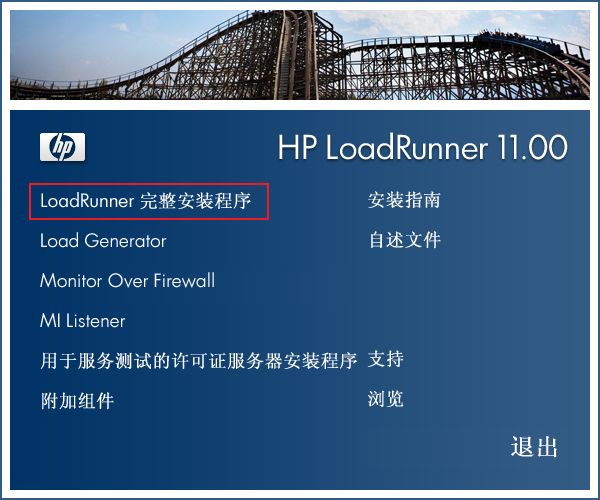 hp
HP LoadRunner 11.00
LoadRunner 完整安装程序
安装指南
Load Generator
自述文件
Monitor Over Firewall
MI Listener
用于服务测试的许可证服务器安装程序
支持
附加组件
浏览
退出